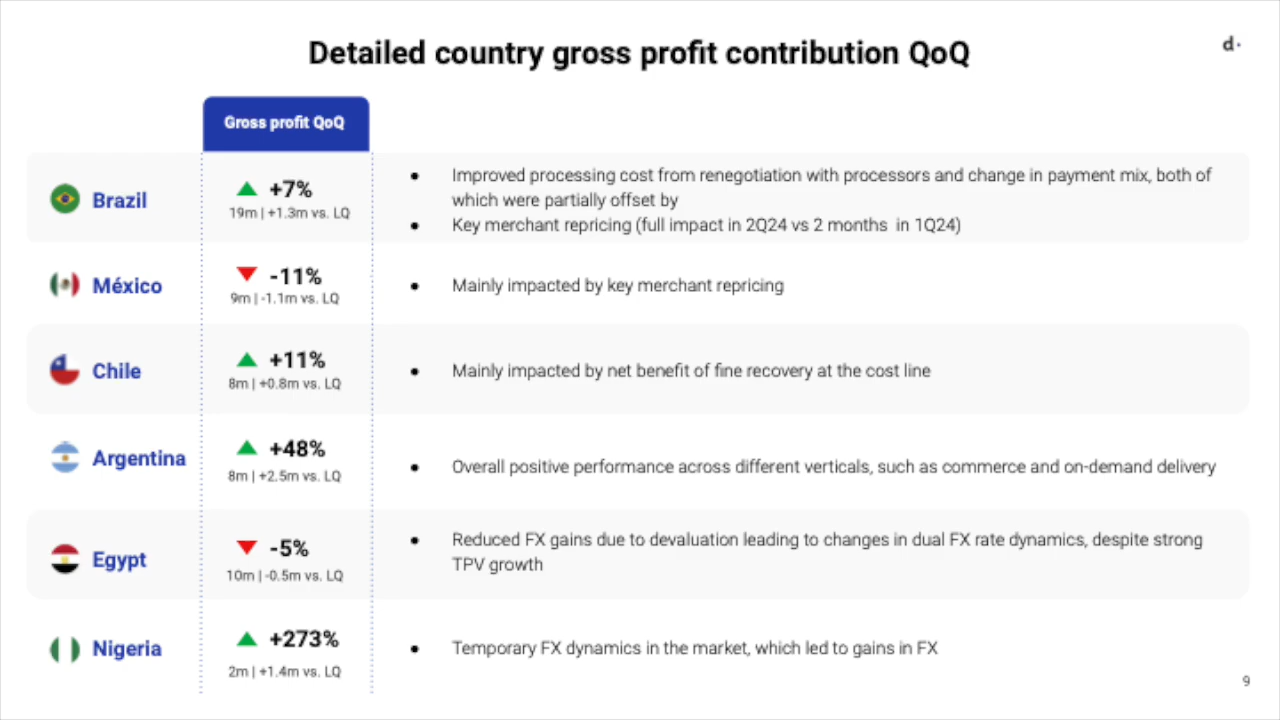 Detailed country gross profit contribution QoQ
d·
Gross profit QoQ
Brazil
+7%
19m | +1.3m vs. LQ
● Improved processing cost from renegotiation with processors and change in payment mix, both of
which were partially offset by
● Key merchant repricing (full impact in 2Q24 vs 2 months in 1Q24)
México
-11%
9m | -1.1m vs. LQ
● Mainly impacted by key merchant repricing
Chile
+11%
8m | +0.8m vs. LQ
● Mainly impacted by net benefit of fine recovery at the cost line
Argentina
+48%
8m | +2.5m vs. LQ
● Overall positive performance across different verticals, such as commerce and on-demand delivery
Egypt
-5%
10m | -0.5m vs. LQ
● Reduced FX gains due to devaluation leading to changes in dual FX rate dynamics, despite strong
TPV growth
Nigeria
+273%
2m | +1.4m vs. LQ
● Temporary FX dynamics in the market, which led to gains in FX
9